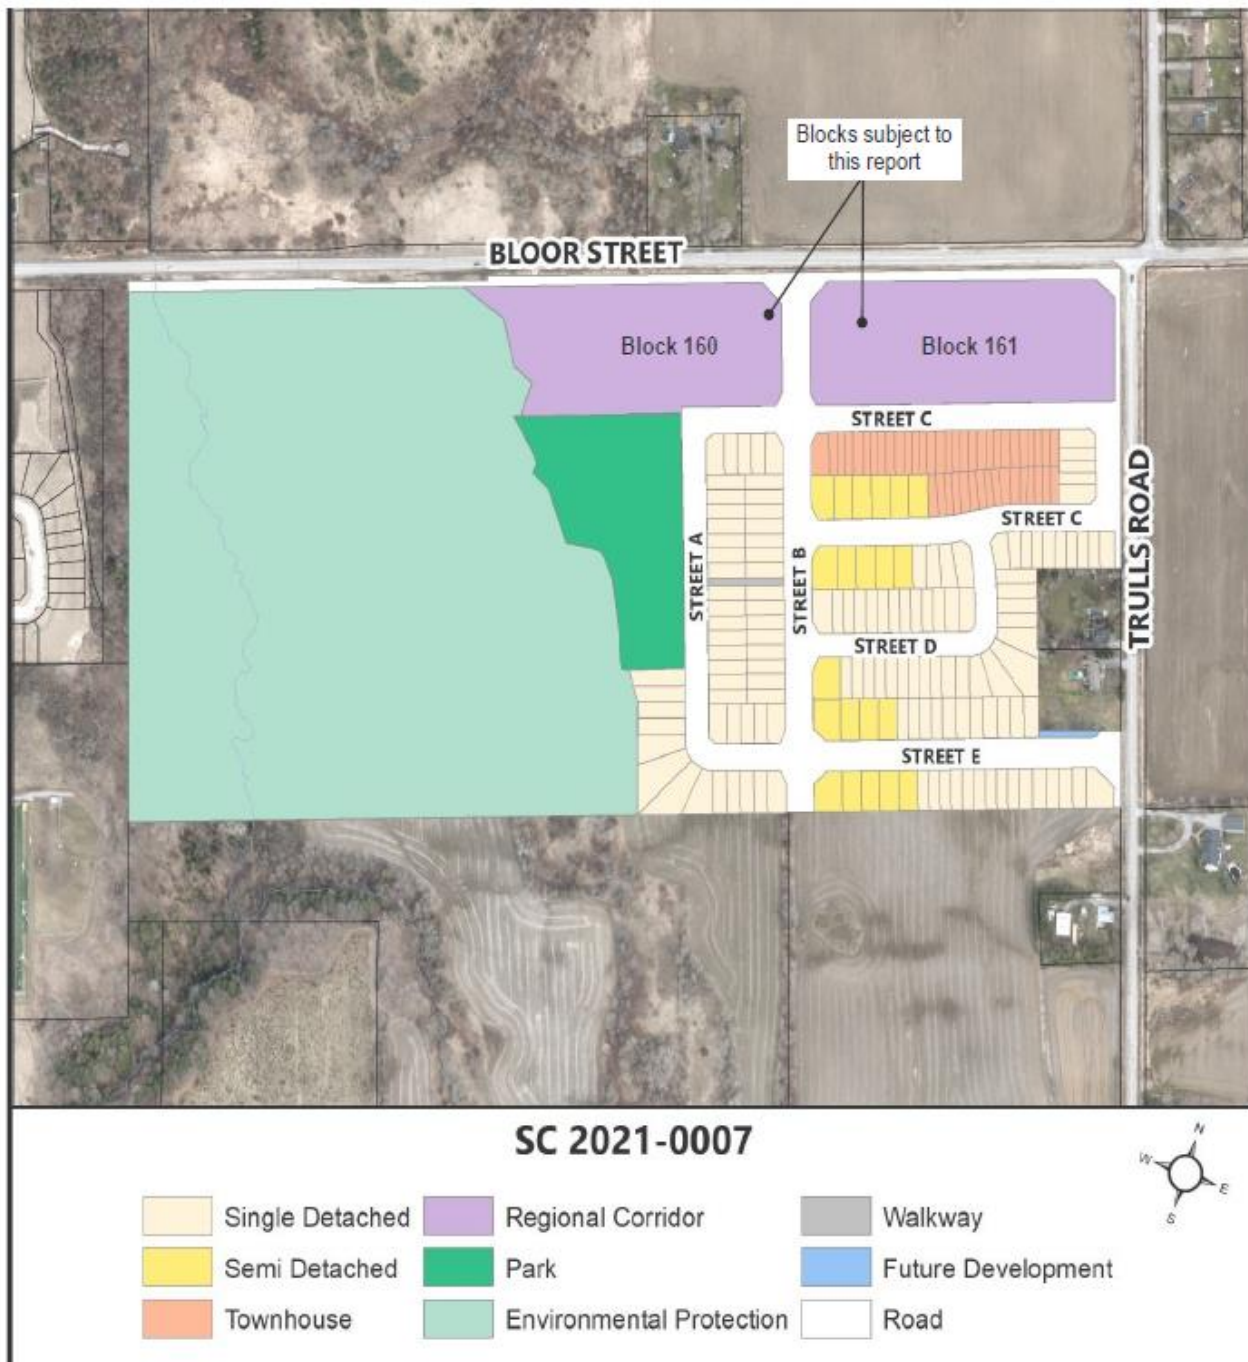 Blocks subject to
this report
BLOOR STREET
Block 160
Block 161
STREET C
STREET C
STREET A
STREET B
TRULLS ROAD
STREET D
STREET E
SC 2021-0007
N
W
E
S
Single Detached
Regional Corridor
Walkway
Semi Detached
Park
Future Development
Townhouse
Environmental Protection
Road